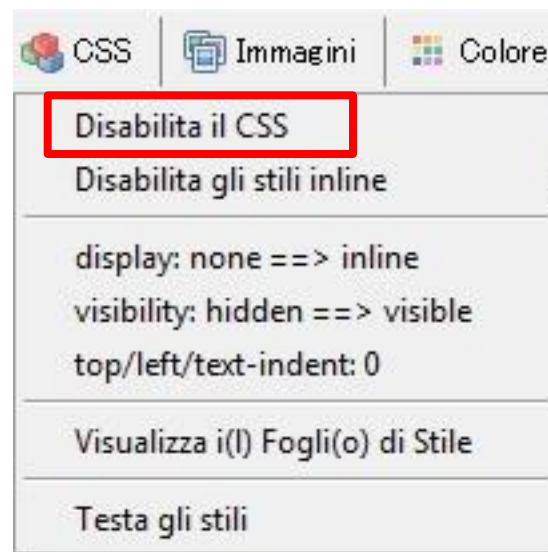 CSS Immagini Colore
Disabilita il CSS
Disabilita gli stili inline
display: none ==> inline
visibility: hidden ==> visible
top/left/text-indent: 0
Visualizza i(l) Fogli(o) di Stile
Testa gli stili